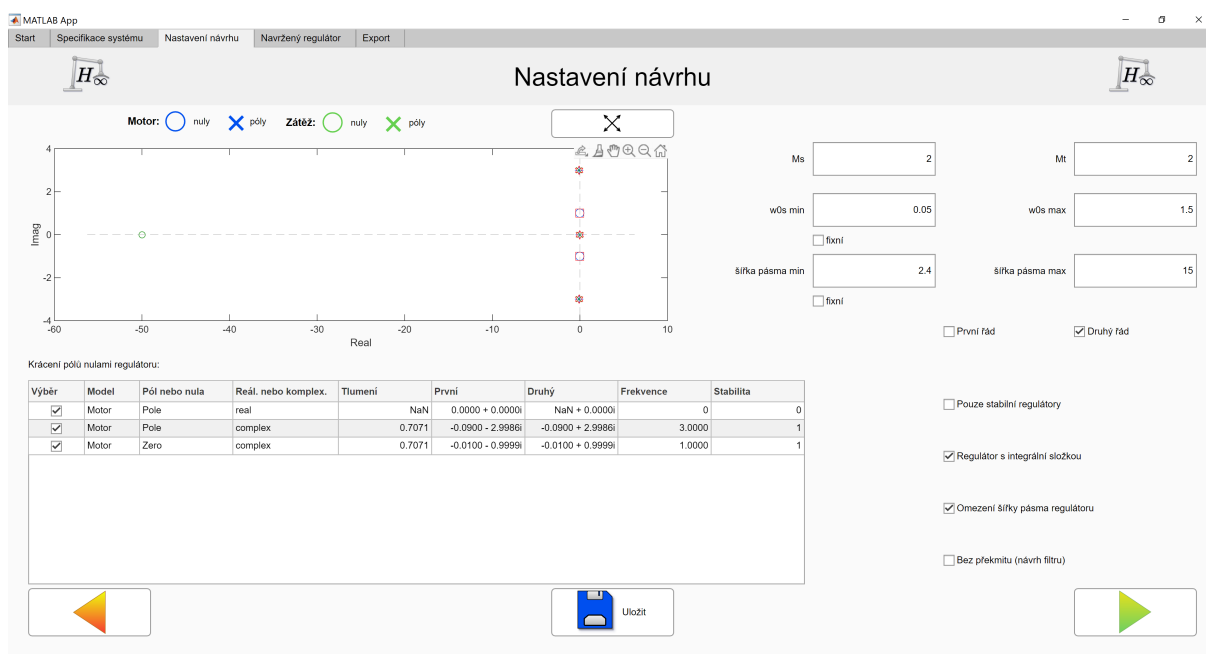 MATLAB App
Start Specifikace systému Nastavení návrhu Navržený regulátor Export
H∞ Nastavení návrhu H∞
Motor: nuly póly Zátěž: nuly póly
4
2
0
-2
-4
Imag
-60 -50 -40 -30 -20 -10 0 10
Real
Ms 2 Mt 2
w0s min 0.05 w0s max 1.5
fixní
šířka pásma min 2.4 šířka pásma max 15
fixní
První řád Druhý řád
Krácení pólů nulami regulátoru:
Výběr Model Pól nebo nula Reál. nebo komplex. Tlumení První Druhý Frekvence Stabilita
Motor Pole real NaN 0.0000 + 0.0000i NaN + 0.0000i 0 0
Motor Pole complex 0.7071 -0.0900 - 2.9986i -0.0900 + 2.9986i 3.0000 1
Motor Zero complex 0.7071 -0.0100 - 0.9999i -0.0100 + 0.9999i 1.0000 1
Pouze stabilní regulátory
Regulátor s integrální složkou
Omezení šířky pásma regulátoru
Bez překmitu (návrh filtru)
Uložit